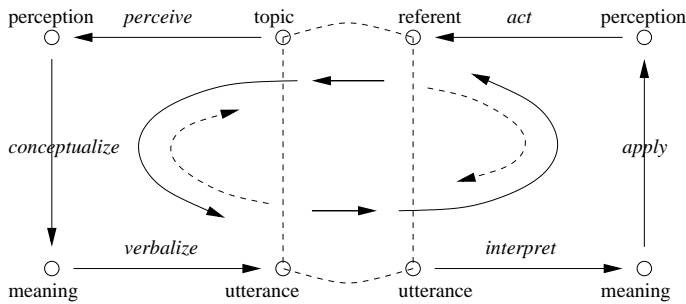 perception perceive topic referent act perception
conceptualize apply
verbalize interpret
meaning utterance utterance meaning